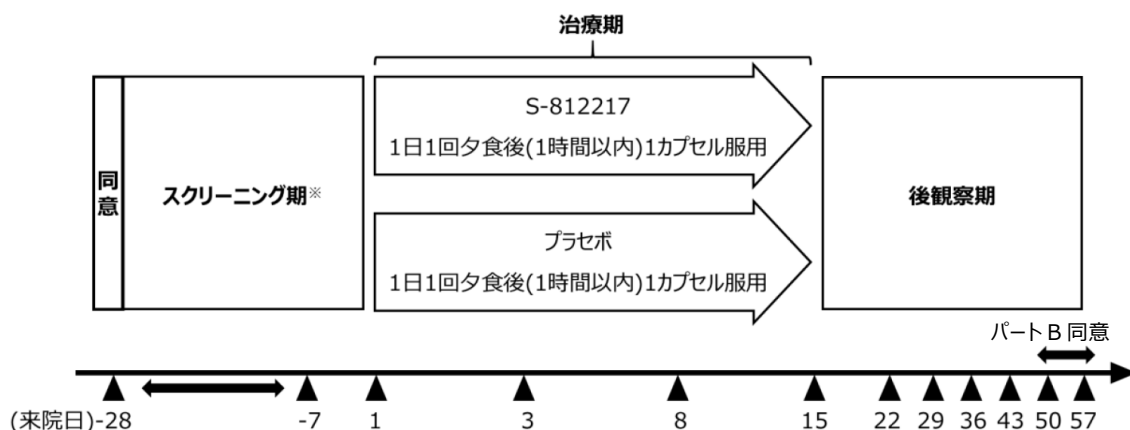 治療期
同意
スクリーニング期※
S-812217
1日1回夕食後(1時間以内)1カプセル服用
プラセボ
1日1回夕食後(1時間以内)1カプセル服用
後観察期
パートB 同意
(来院日)-28 -7 1 3 8 15 22 29 36 43 50 57